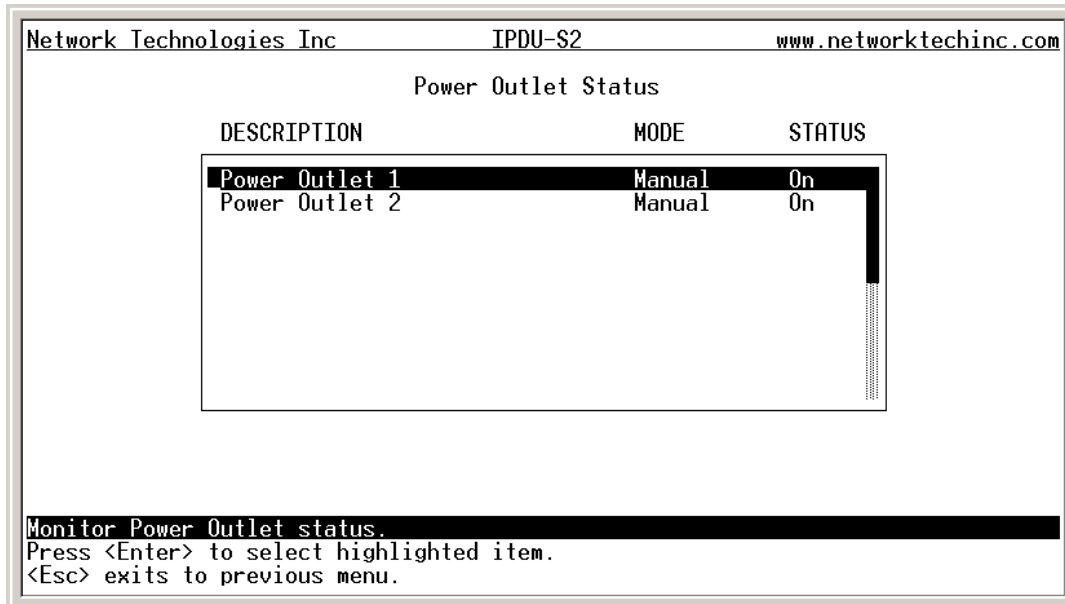 Network Technologies Inc IPDU-S2 www.networktechinc.com
Power Outlet Status
DESCRIPTION MODE STATUS
Power Outlet 1 Manual On
Power Outlet 2 Manual On
Monitor Power Outlet status.
Press <Enter> to select highlighted item.
<Esc> exits to previous menu.